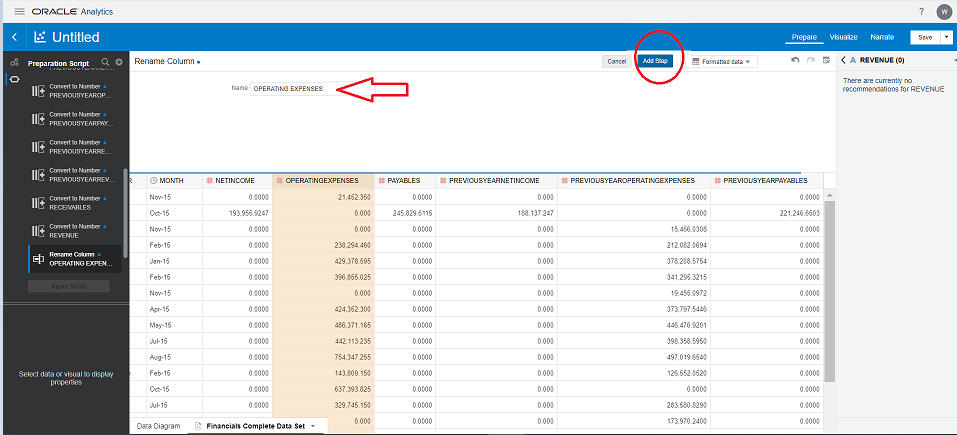 ORACLE Analytics
?
W
Untitled
Prepare
Visualize
Narrate
Save
Preparation Script
Convert to Number
PREVIOUSYEAROP...
Convert to Number
PREVIOUSYEARPAY...
Convert to Number
PREVIOUSYEARRE...
Convert to Number
PREVIOUSYEARREV...
Convert to Number
RECEIVABLES
Convert to Number
REVENUE
Rename Column
OPERATING EXPEN...
Apply Script
Select data or visual to display
properties
Rename Column
Cancel
Add Step
Formatted data
Name
OPERATING EXPENSES
A REVENUE (0)
There are currently no
recommendations for REVENUE
R MONTH NETINCOME OPERATINGEXPENSES PAYABLES PREVIOUSYEARNETINCOME PREVIOUSYEAROPERATINGEXPENSES PREVIOUSYEARPAYABLES
Nov-15 0.0000 21,452.350 0.0000 0.000 0.0000 0.0000
Oct-15 193,955.9247 0.000 245,829.6115 188,137.247 0.0000 221,246.6503
Nov-15 0.0000 0.000 0.0000 0.000 15,466.0308 0.0000
Feb-15 0.0000 238,294.460 0.0000 0.000 212,082.0694 0.0000
Jan-15 0.0000 429,378.595 0.0000 0.000 378,208.5754 0.0000
Feb-15 0.0000 396,855.025 0.0000 0.000 341,295.3215 0.0000
Nov-15 0.0000 0.000 0.0000 0.000 19,455.0972 0.0000
Apr-15 0.0000 424,352.300 0.0000 0.000 373,797.5446 0.0000
May-15 0.0000 486,371.165 0.0000 0.000 446,476.9201 0.0000
Jul-15 0.0000 442,113.235 0.0000 0.000 398,358.5950 0.0000
Aug-15 0.0000 754,347.255 0.0000 0.000 497,019.6540 0.0000
Feb-15 0.0000 143,809.150 0.0000 0.000 126,552.0520 0.0000
Oct-15 0.0000 637,393.825 0.0000 0.000 0.0000 0.0000
Jul-15 0.0000 329,745.150 0.0000 0.000 283,580.8290 0.0000
0.000 0.0000 0.000 173,970.2400 0.0000
Data Diagram
Financials Complete Data Set